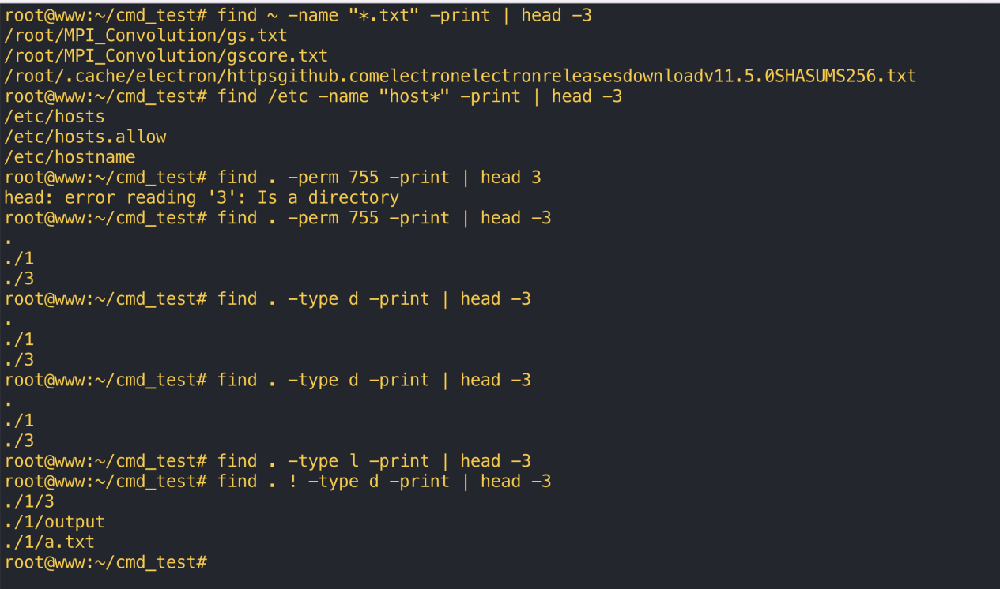 root@www:~/cmd_test# find ~ -name "*.txt" -print | head -3
/root/MPI_Convolution/gs.txt
/root/MPI_Convolution/gscore.txt
/root/.cache/electron/httpsgithub.comelectronelectronreleasesdownloadv11.5.0SHASUMS256.txt
root@www:~/cmd_test# find /etc -name "host*" -print | head -3
/etc/hosts
/etc/hosts.allow
/etc/hostname
root@www:~/cmd_test# find . -perm 755 -print | head 3
head: error reading '3': Is a directory
root@www:~/cmd_test# find . -perm 755 -print | head -3
.
./1
./3
root@www:~/cmd_test# find . -type d -print | head -3
.
./1
./3
root@www:~/cmd_test# find . -type d -print | head -3
.
./1
./3
root@www:~/cmd_test# find . -type l -print | head -3
root@www:~/cmd_test# find . ! -type d -print | head -3
./1/3
./1/output
./1/a.txt
root@www:~/cmd_test#